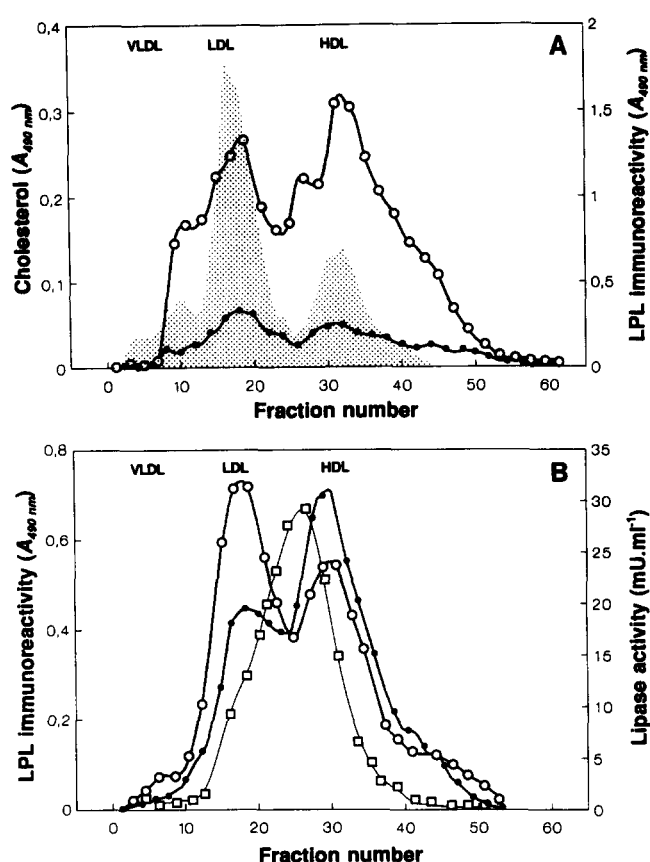 VLDL LDL HDL A
Cholesterol (A490 nm)
0,4
0,3
0,2
0,1
0
LPL immunoreactivity (A490 nm)
2
1,5
1
0,5
0
0 10 20 30 40 50 60
Fraction number
VLDL LDL HDL B
LPL immunoreactivity (A490 nm)
0,8
0,6
0,4
0,2
0
Lipase activity (mU.ml-1)
35
30
25
20
15
10
5
0
0 10 20 30 40 50 60
Fraction number